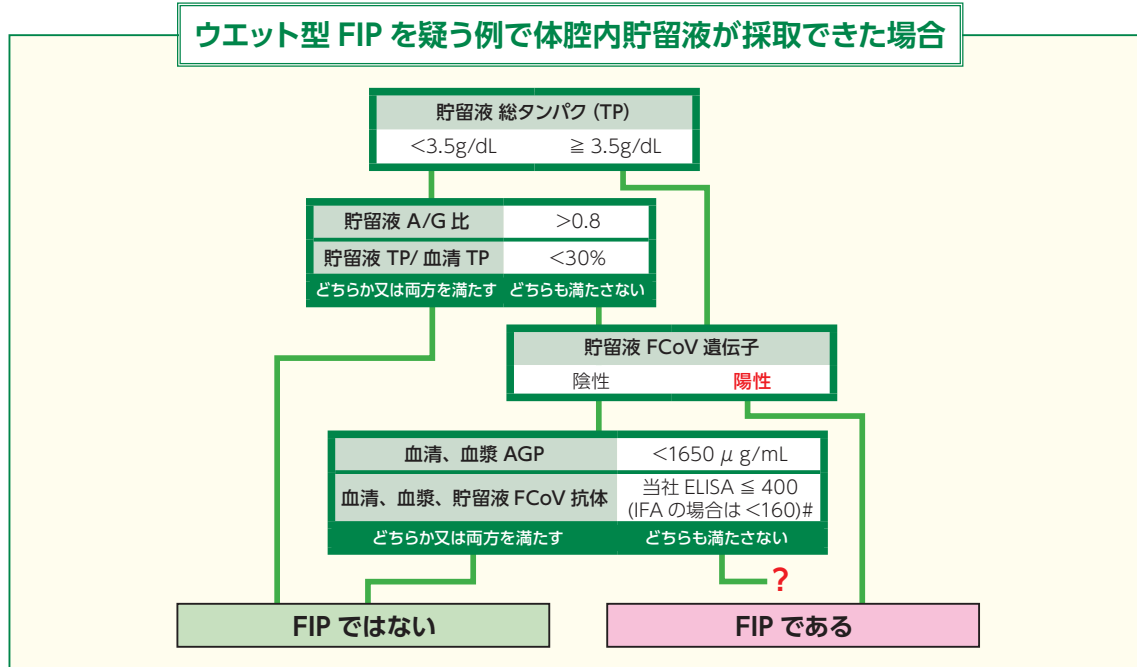 ウエット型 FIP を疑う例で体腔内貯留液が採取できた場合
貯留液 総タンパク (TP)
<3.5g/dL ≧ 3.5g/dL
貯留液 A/G 比 >0.8
貯留液 TP/ 血清 TP <30%
どちらか又は両方を満たす どちらも満たさない
貯留液 FCoV 遺伝子
陰性 陽性
血清、血漿 AGP <1650 μ g/mL
血清、血漿、貯留液 FCoV 抗体 当社 ELISA ≦ 400
(IFA の場合は <160)#
どちらか又は両方を満たす どちらも満たさない
?
FIP ではない FIP である